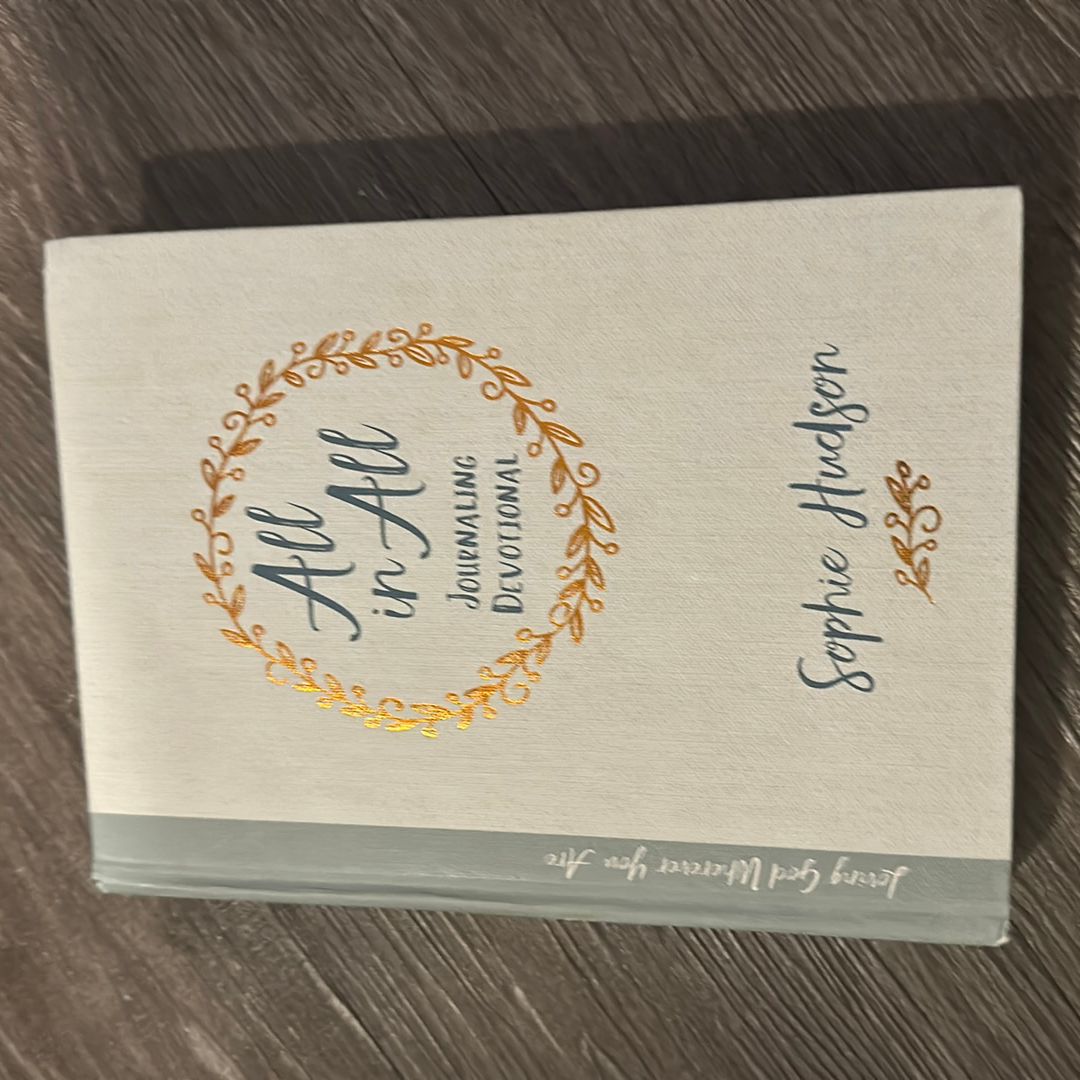 All
in All
JOURNALING
DEVOTIONAL
Sophie Hudson
Loving God Wherever You Are